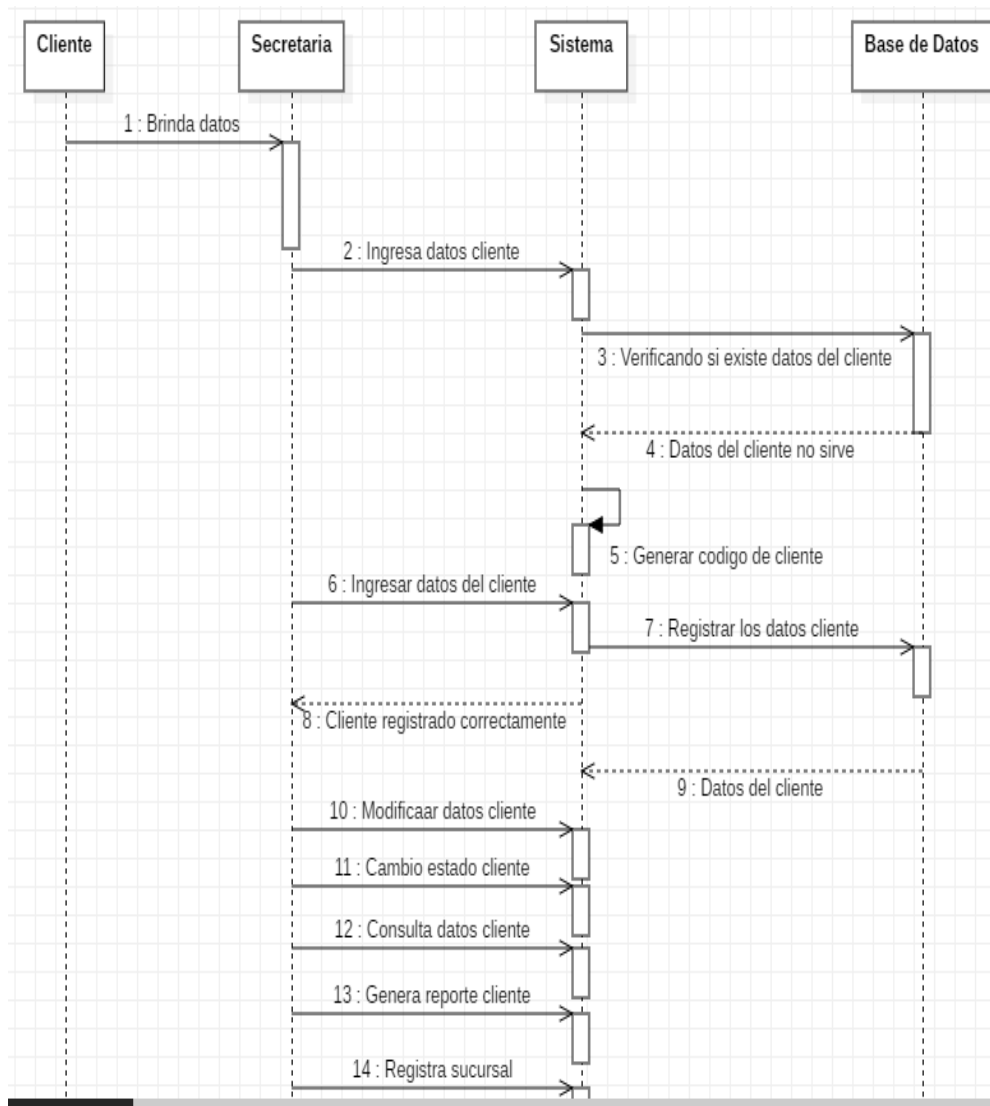 Cliente
Secretaria
Sistema
Base de Datos
1 : Brinda datos
2 : Ingresa datos cliente
3 : Verificando si existe datos del cliente
4 : Datos del cliente no sirve
5 : Generar codigo de cliente
6 : Ingresar datos del cliente
7 : Registrar los datos cliente
8 : Cliente registrado correctamente
9 : Datos del cliente
10 : Modificaar datos cliente
11 : Cambio estado cliente
12 : Consulta datos cliente
13 : Genera reporte cliente
14 : Registra sucursal